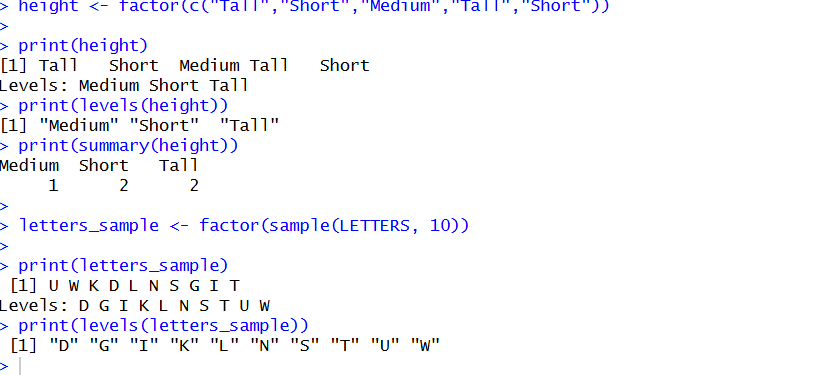 > height <- factor(c("Tall","Short","Medium","Tall","Short"))
>
> print(height)
[1] Tall   Short  Medium Tall   Short
Levels: Medium Short Tall
> print(levels(height))
[1] "Medium" "Short"  "Tall"
> print(summary(height))
Medium  Short   Tall
     1      2      2
>
> letters_sample <- factor(sample(LETTERS, 10))
>
> print(letters_sample)
 [1] U W K D L N S G I T
Levels: D G I K L N S T U W
> print(levels(letters_sample))
 [1] "D" "G" "I" "K" "L" "N" "S" "T" "U" "W"
>